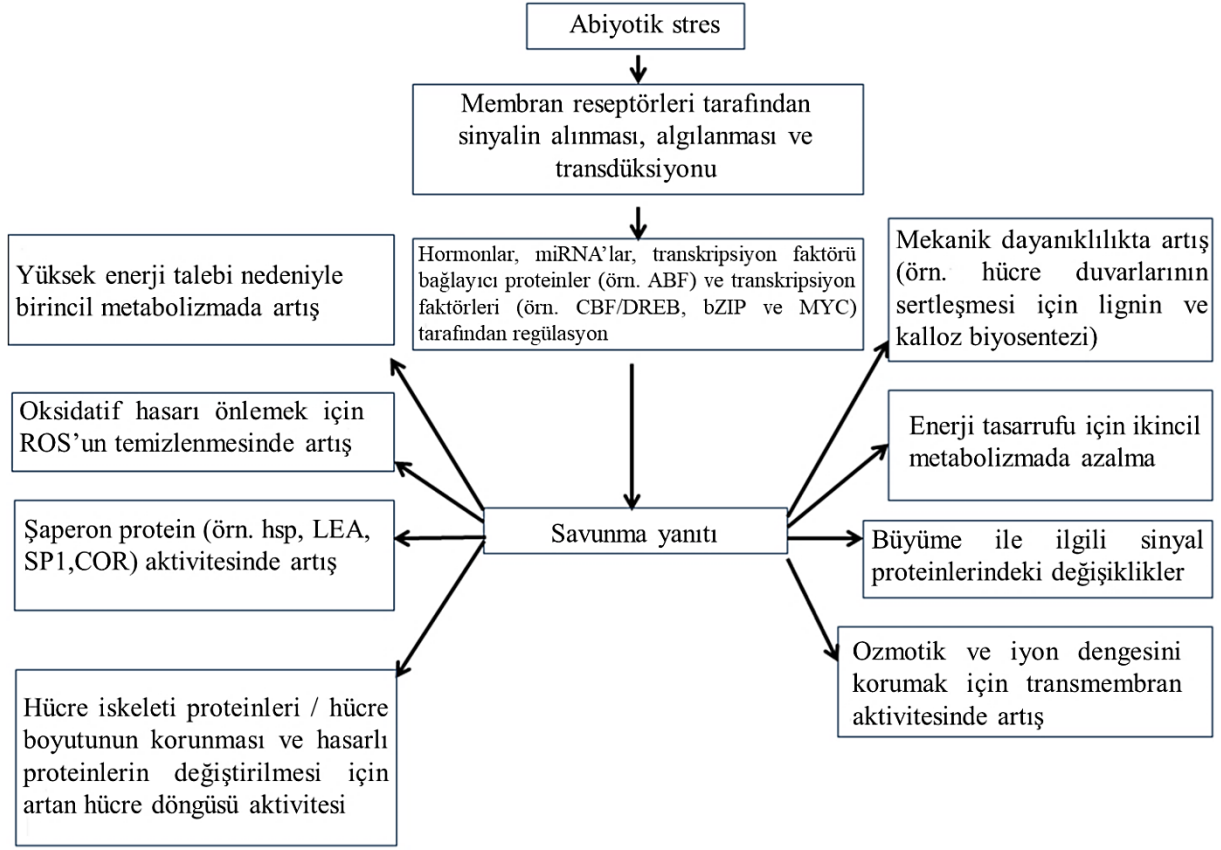 Abiyotik stres
Membran reseptörleri tarafından
sinyalin alınması, algılanması ve
transdüksiyonu
Hormonlar, miRNA’lar, transkripsiyon faktörü
bağlayıcı proteinler (örn. ABF) ve transkripsiyon
faktörleri (örn. CBF/DREB, bZIP ve MYC)
tarafından regülasyon
Savunma yanıtı
Yüksek enerji talebi nedeniyle
birincil metabolizmada artış
Oksidatif hasarı önlemek için
ROS’un temizlenmesinde artış
Şaperon protein (örn. hsp, LEA,
SP1,COR) aktivitesinde artış
Hücre iskeleti proteinleri / hücre
boyutunun korunması ve hasarlı
proteinlerin değiştirilmesi için
artan hücre döngüsü aktivitesi
Mekanik dayanıklılıkta artış
(örn. hücre duvarlarının
sertleşmesi için lignin ve
kalloz biyosentezi)
Enerji tasarrufu için ikincil
metabolizmada azalma
Büyüme ile ilgili sinyal
proteinlerindeki değişiklikler
Ozmotik ve iyon dengesini
korumak için transmembran
aktivitesinde artış